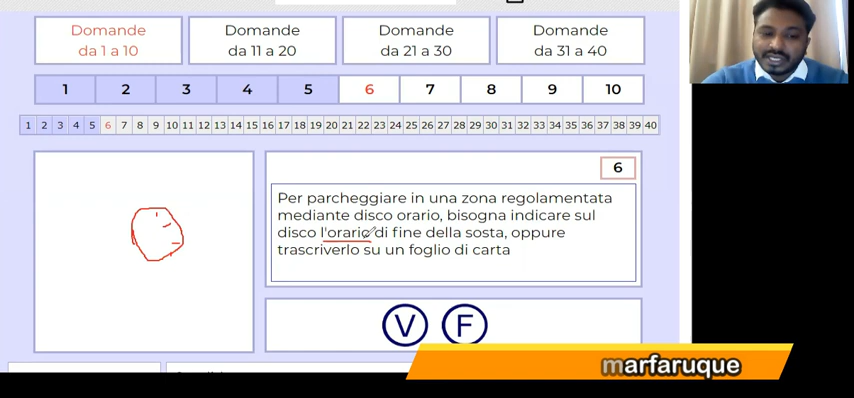 Domande
da 1 a 10
Domande
da 11 a 20
Domande
da 21 a 30
Domande
da 31 a 40
1 2 3 4 5 6 7 8 9 10
1 2 3 4 5 6 7 8 9 10 11 12 13 14 15 16 17 18 19 20 21 22 23 24 25 26 27 28 29 30 31 32 33 34 35 36 37 38 39 40
6
Per parcheggiare in una zona regolamentata
mediante disco orario, bisogna indicare sul
disco l'orario di fine della sosta, oppure
trascriverlo su un foglio di carta
V F
marfaruque